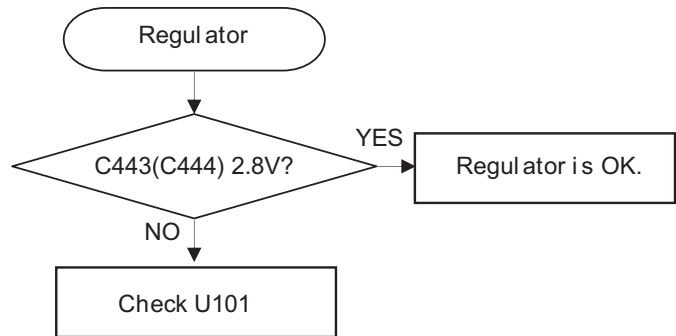 Regulator
C443(C444) 2.8V?
YES
Regulator is OK.
NO
Check U101